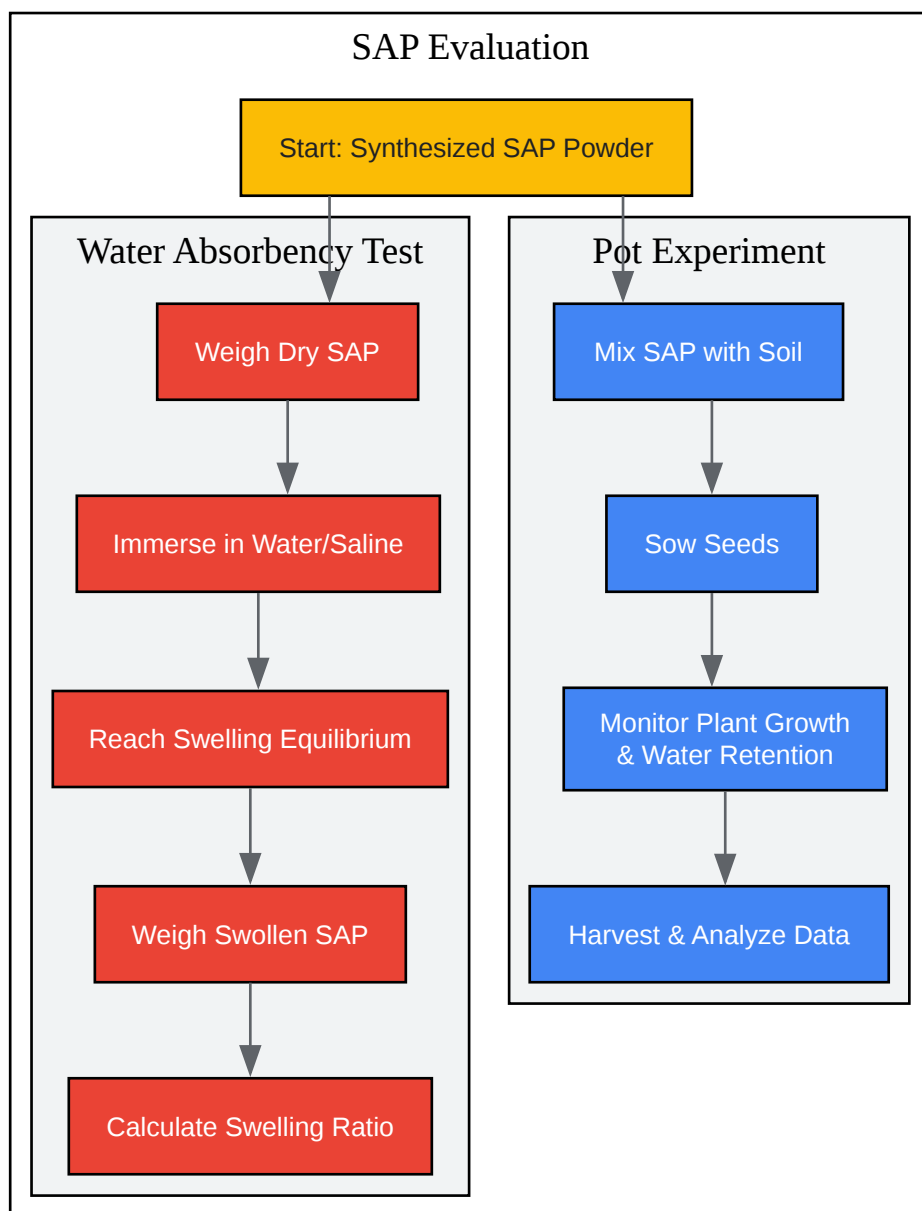 SAP Evaluation
Start: Synthesized SAP Powder
Water Absorbency Test
Weigh Dry SAP
Immerse in Water/Saline
Reach Swelling Equilibrium
Weigh Swollen SAP
Calculate Swelling Ratio
Pot Experiment
Mix SAP with Soil
Sow Seeds
Monitor Plant Growth
& Water Retention
Harvest & Analyze Data